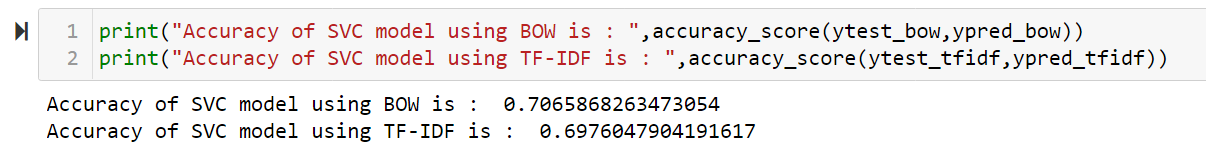 1 print("Accuracy of SVC model using BOW is : ",accuracy_score(ytest_bow,ypred_bow))
2 print("Accuracy of SVC model using TF-IDF is : ",accuracy_score(ytest_tfidf,ypred_tfidf))
Accuracy of SVC model using BOW is :  0.7065868263473054
Accuracy of SVC model using TF-IDF is :  0.6976047904191617